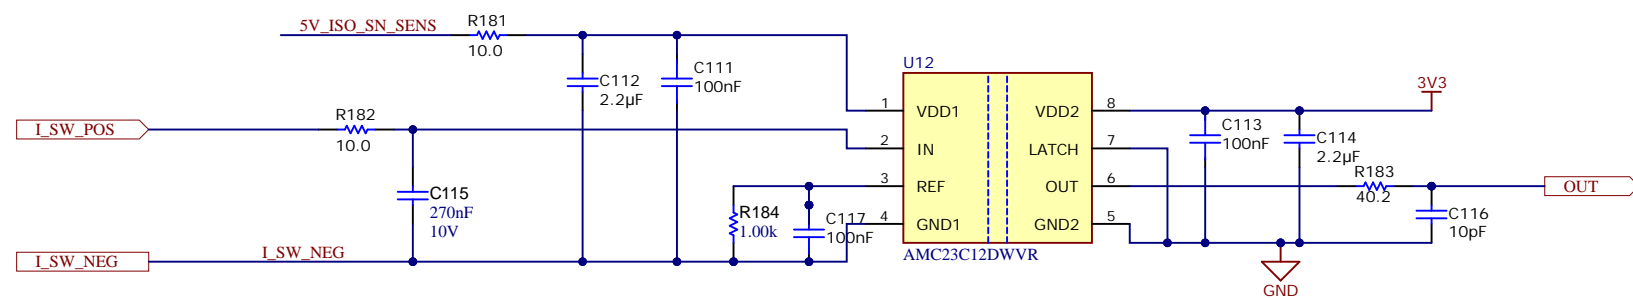 5V_ISO_SN_SENS
R181
10.0
C112
2.2µF
C111
100nF
U12
3V3
I_SW_POS
R182
10.0
1
VDD1
VDD2
8
2
IN
LATCH
7
3
REF
OUT
6
4
GND1
GND2
5
AMC23C12DWVR
C113
100nF
C114
2.2µF
R183
40.2
OUT
C115
270nF
10V
R184
1.00k
C117
100nF
C116
10pF
I_SW_NEG
I_SW_NEG
GND